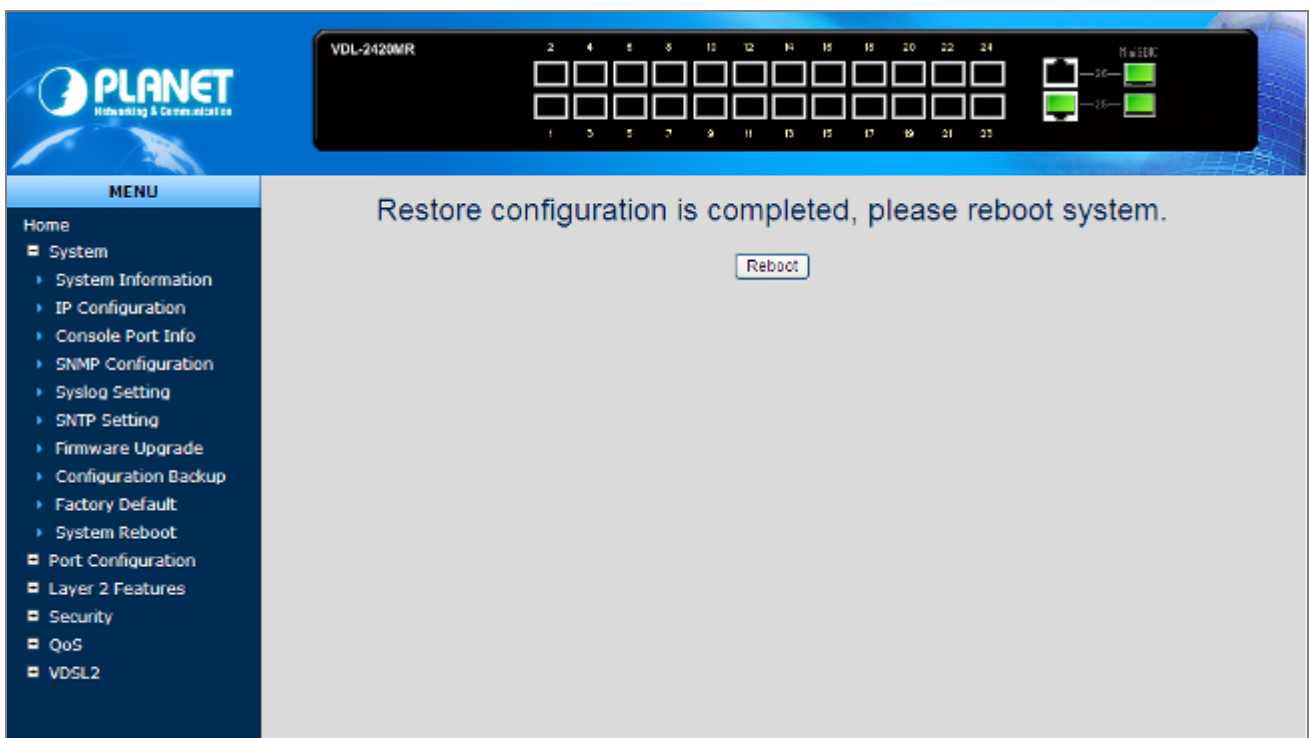 PLANET
Networking & Communication
VDL-2420MR
2 4 6 8 10 12 14 16 18 20 22 24
MiniGBIC
26
25
1 3 5 7 9 11 13 15 17 19 21 23
MENU
Home
System
System Information
IP Configuration
Console Port Info
SNMP Configuration
Syslog Setting
SNTP Setting
Firmware Upgrade
Configuration Backup
Factory Default
System Reboot
Port Configuration
Layer 2 Features
Security
QoS
VDSL2
Restore configuration is completed, please reboot system.
Reboot